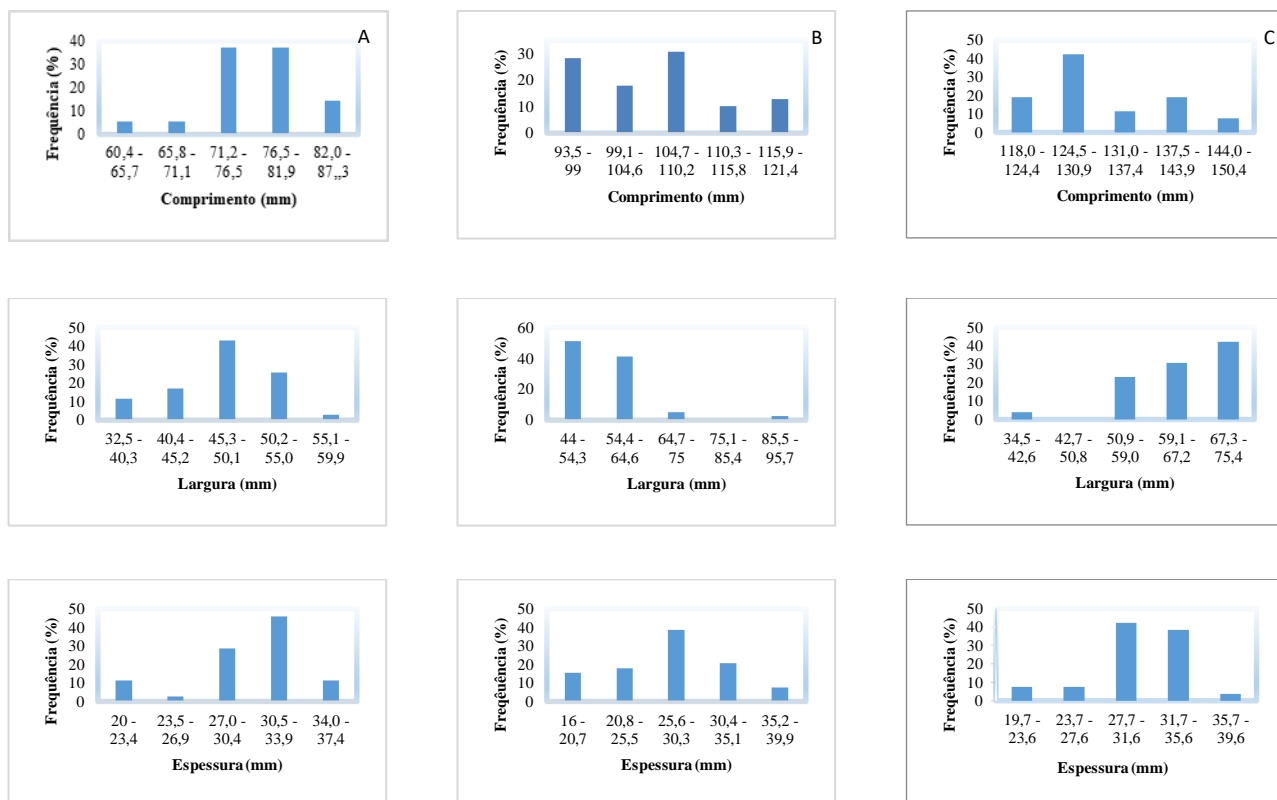 A
Frequência (%)
40
30
20
10
0
60,4 - 65,8 - 71,2 - 76,5 - 82,0 -
65,7 71,1 76,5 81,9 87,,3
Comprimento (mm)
B
Frequência (%)
30
20
10
0
93,5 - 99,1 - 104,7 - 110,3 - 115,9 -
99 104,6 110,2 115,8 121,4
Comprimento (mm)
C
Frequência (%)
50
40
30
20
10
0
118,0 - 124,5 - 131,0 - 137,5 - 144,0 -
124,4 130,9 137,4 143,9 150,4
Comprimento (mm)
Frequência (%)
50
40
30
20
10
0
32,5 - 40,4 - 45,3 - 50,2 - 55,1 -
40,3 45,2 50,1 55,0 59,9
Largura (mm)
Frequência (%)
60
40
20
0
44 - 54,4 - 64,7 - 75,1 - 85,5 -
54,3 64,6 75 85,4 95,7
Largura (mm)
Frequência (%)
50
40
30
20
10
0
34,5 - 42,7 - 50,9 - 59,1 - 67,3 -
42,6 50,8 59,0 67,2 75,4
Largura (mm)
Frequência (%)
50
40
30
20
10
0
20 - 23,5 - 27,0 - 30,5 - 34,0 -
23,4 26,9 30,4 33,9 37,4
Espessura (mm)
Freqêuência (%)
50
40
30
20
10
0
16 - 20,8 - 25,6 - 30,4 - 35,2 -
20,7 25,5 30,3 35,1 39,9
Espessura (mm)
Freqêuência (%)
50
40
30
20
10
0
19,7 - 23,7 - 27,7 - 31,7 - 35,7 -
23,6 27,6 31,6 35,6 39,6
Espessura (mm)